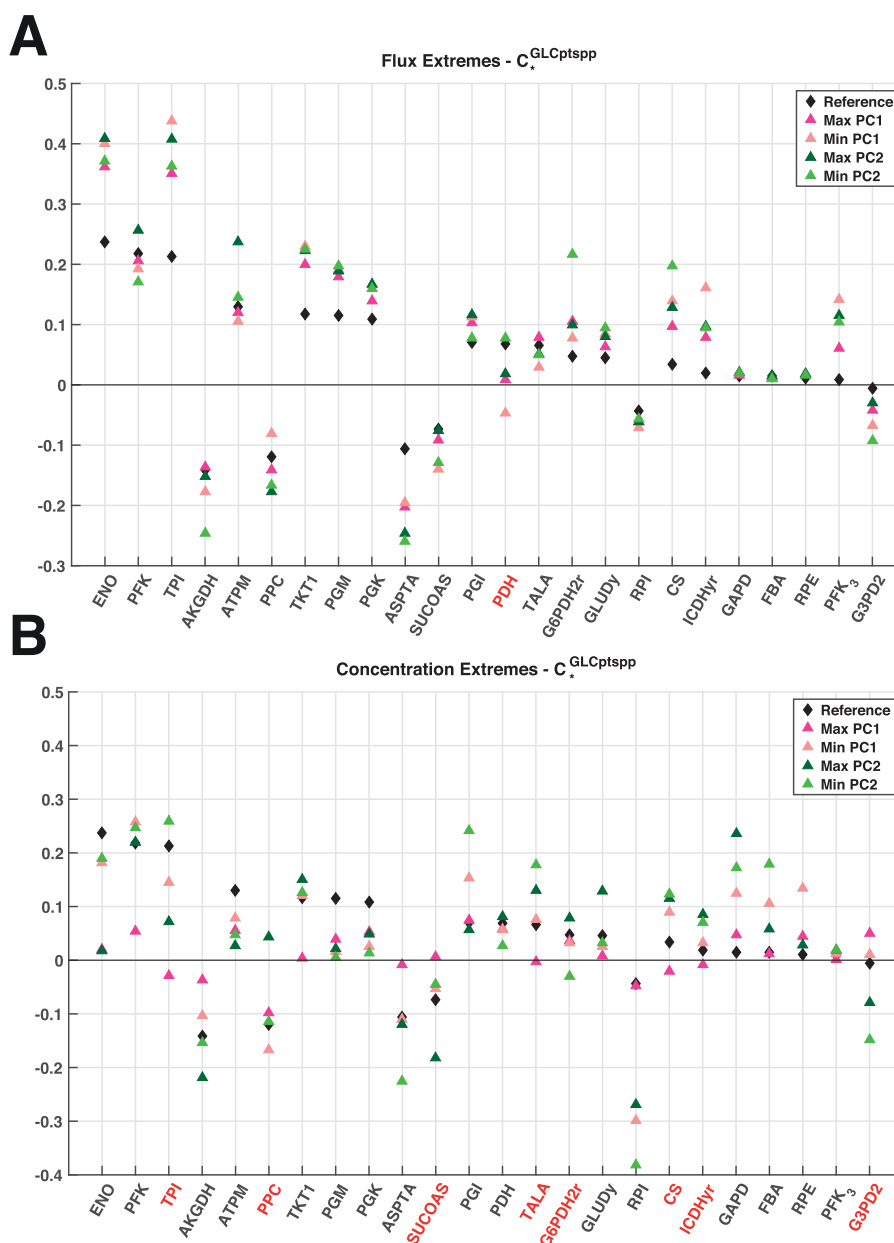 A
Flux Extremes - C*^GLCptspp
0.5
0.4
0.3
0.2
0.1
0
-0.1
-0.2
-0.3
Reference
Max PC1
Min PC1
Max PC2
Min PC2
ENO PFK TPI AKGDH ATPM PPC TKT1 PGM PGK ASPTA SUCOAS PGI PDH TALA G6PDH2r GLUDy RPI CS ICDHyr GAPD FBA RPE PFK_3 G3PD2
B
Concentration Extremes - C*^GLCptspp
0.5
0.4
0.3
0.2
0.1
0
-0.1
-0.2
-0.3
-0.4
Reference
Max PC1
Min PC1
Max PC2
Min PC2
ENO PFK TPI AKGDH ATPM PPC TKT1 PGM PGK ASPTA SUCOAS PGI PDH TALA G6PDH2r GLUDy RPI CS ICDHyr GAPD FBA RPE PFK_3 G3PD2